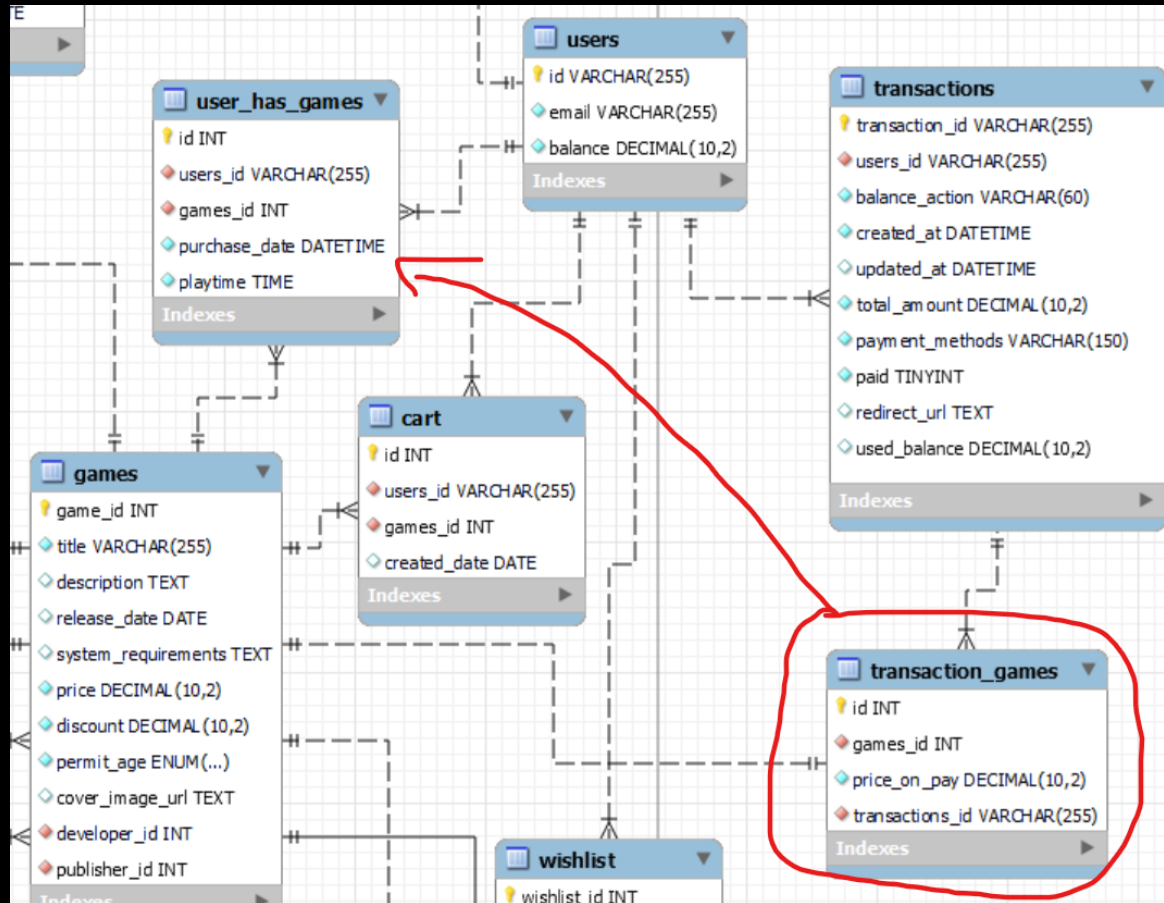 TE
users
id VARCHAR(255)
email VARCHAR(255)
balance DECIMAL(10,2)
Indexes
user_has_games
id INT
users_id VARCHAR(255)
games_id INT
purchase_date DATETIME
playtime TIME
Indexes
transactions
transaction_id VARCHAR(255)
users_id VARCHAR(255)
balance_action VARCHAR(60)
created_at DATETIME
updated_at DATETIME
total_amount DECIMAL(10,2)
payment_methods VARCHAR(150)
paid TINYINT
redirect_url TEXT
used_balance DECIMAL(10,2)
Indexes
cart
id INT
users_id VARCHAR(255)
games_id INT
created_date DATE
Indexes
games
game_id INT
title VARCHAR(255)
description TEXT
release_date DATE
system_requirements TEXT
price DECIMAL(10,2)
discount DECIMAL(10,2)
permit_age ENUM(...)
cover_image_url TEXT
developer_id INT
publisher_id INT
Indexes
transaction_games
id INT
games_id INT
price_on_pay DECIMAL(10,2)
transactions_id VARCHAR(255)
Indexes
wishlist
wishlist_id INT